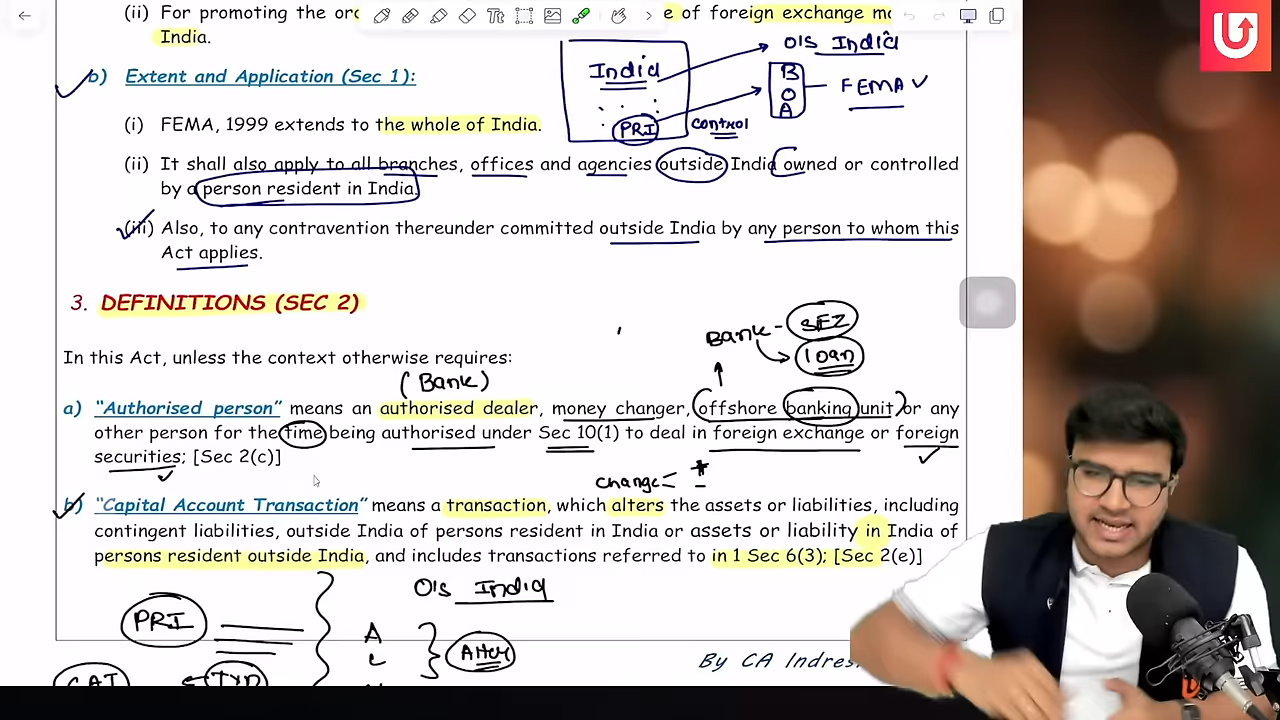 (ii) For promoting the or e of foreign exchange m
India.
O|S India
India
B
O
A
FEMA
b) Extent and Application (Sec 1):
(i) FEMA, 1999 extends to the whole of India.
PRI
control
(ii) It shall also apply to all branches, offices and agencies outside India owned or controlled
by a person resident in India.
(iii) Also, to any contravention thereunder committed outside India by any person to whom this
Act applies.
3. DEFINITIONS (SEC 2)
Bank - SEZ
loan
In this Act, unless the context otherwise requires:
(Bank)
a) "Authorised person" means an authorised dealer, money changer, offshore banking unit or any
other person for the time being authorised under Sec 10(1) to deal in foreign exchange or foreign
securities; [Sec 2(c)]
change
+
-
b) "Capital Account Transaction" means a transaction, which alters the assets or liabilities, including
contingent liabilities, outside India of persons resident in India or assets or liability in India of
persons resident outside India, and includes transactions referred to in 1 Sec 6(3); [Sec 2(e)]
O|S India
PRI
A
L
Alter
By CA Indres